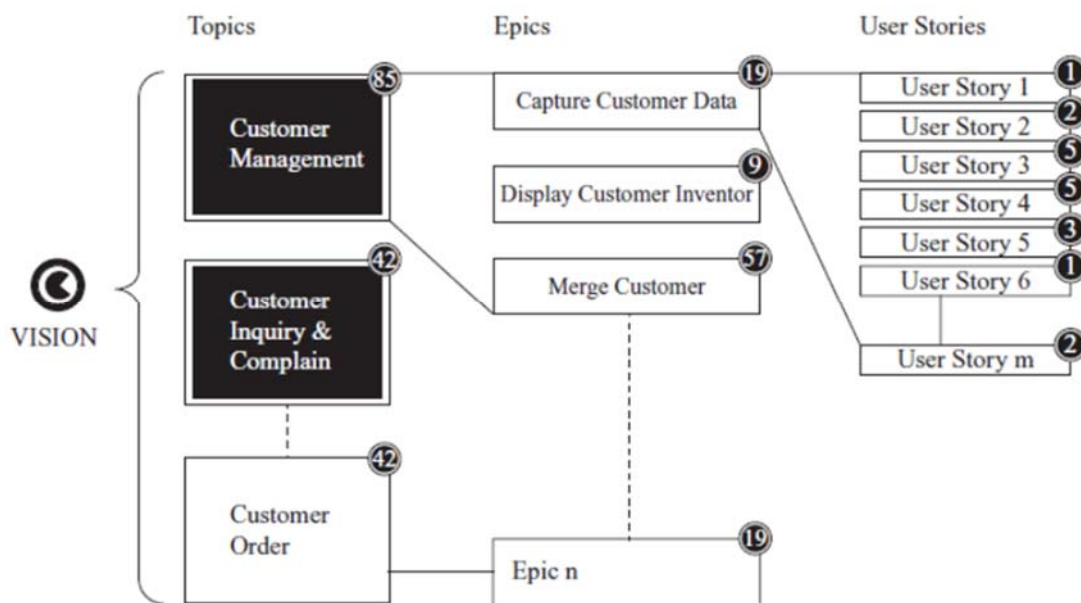 Topics
Epics
User Stories
85
Customer
Management
19
Capture Customer Data
9
Display Customer Inventor
57
Merge Customer
1
User Story 1
2
User Story 2
5
User Story 3
5
User Story 4
3
User Story 5
1
User Story 6
2
User Story m
VISION
42
Customer
Inquiry &
Complain
42
Customer
Order
19
Epic n